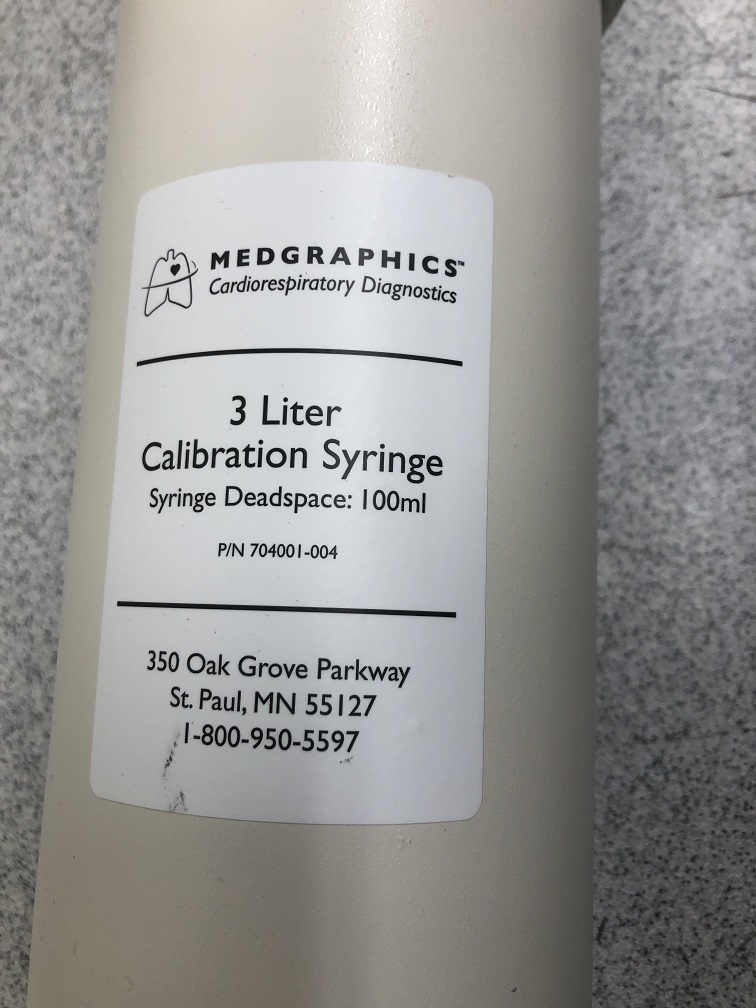 MEDGRAPHICS™
Cardiorespiratory Diagnostics
3 Liter
Calibration Syringe
Syringe Deadspace: 100ml
P/N 704001-004
350 Oak Grove Parkway
St. Paul, MN 55127
1-800-950-5597